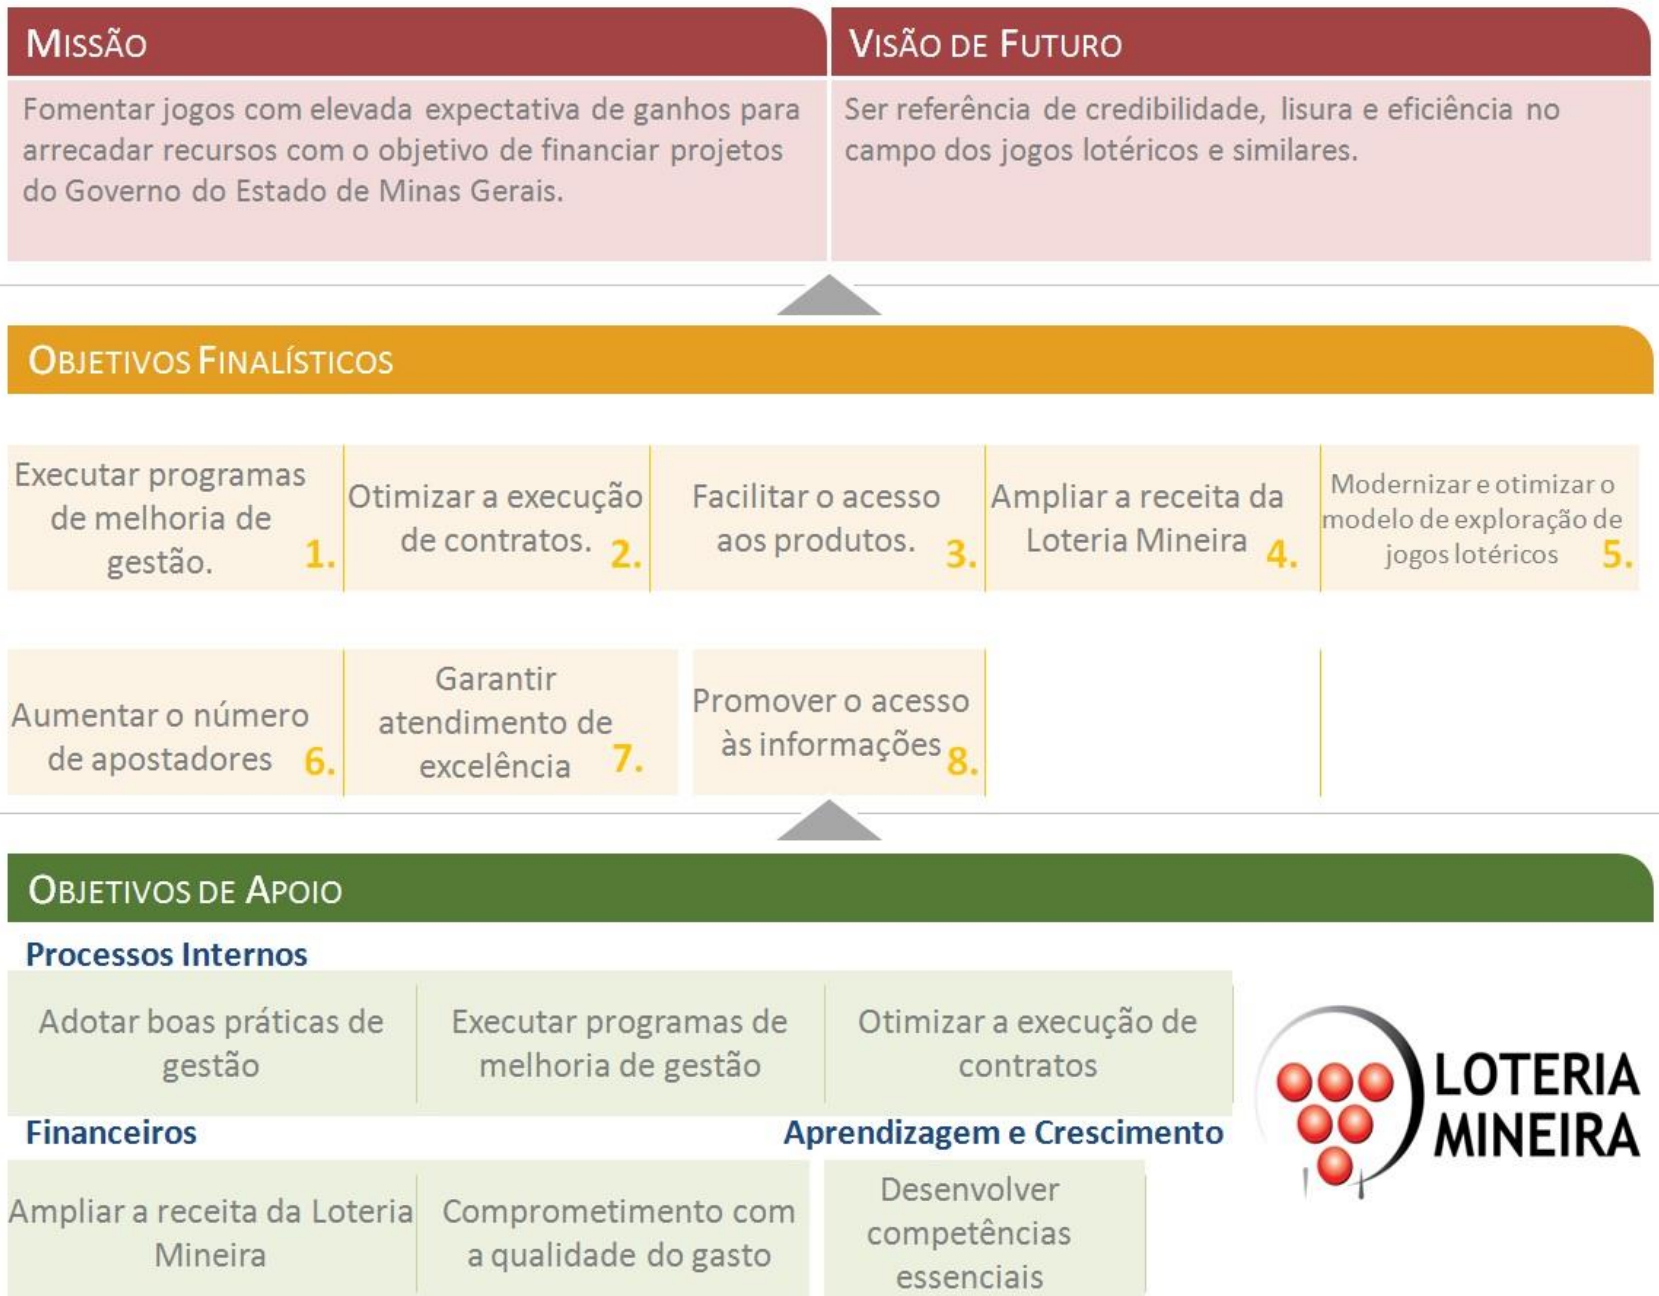 MISSÃO
Fomentar jogos com elevada expectativa de ganhos para
arrecadar recursos com o objetivo de financiar projetos
do Governo do Estado de Minas Gerais.
VISÃO DE FUTURO
Ser referência de credibilidade, lisura e eficiência no
campo dos jogos lotéricos e similares.
OBJETIVOS FINALÍSTICOS
Executar programas
de melhoria de
gestão. 1.
Otimizar a execução
de contratos. 2.
Facilitar o acesso
aos produtos. 3.
Ampliar a receita da
Loteria Mineira 4.
Modernizar e otimizar o
modelo de exploração de
jogos lotéricos 5.
Aumentar o número
de apostadores 6.
Garantir
atendimento de
excelência 7.
Promover o acesso
às informações 8.
OBJETIVOS DE APOIO
Processos Internos
Adotar boas práticas de
gestão
Executar programas de
melhoria de gestão
Otimizar a execução de
contratos
Financeiros
Ampliar a receita da Loteria
Mineira
Comprometimento com
a qualidade do gasto
Aprendizagem e Crescimento
Desenvolver
competências
essenciais
LOTERIA
MINEIRA